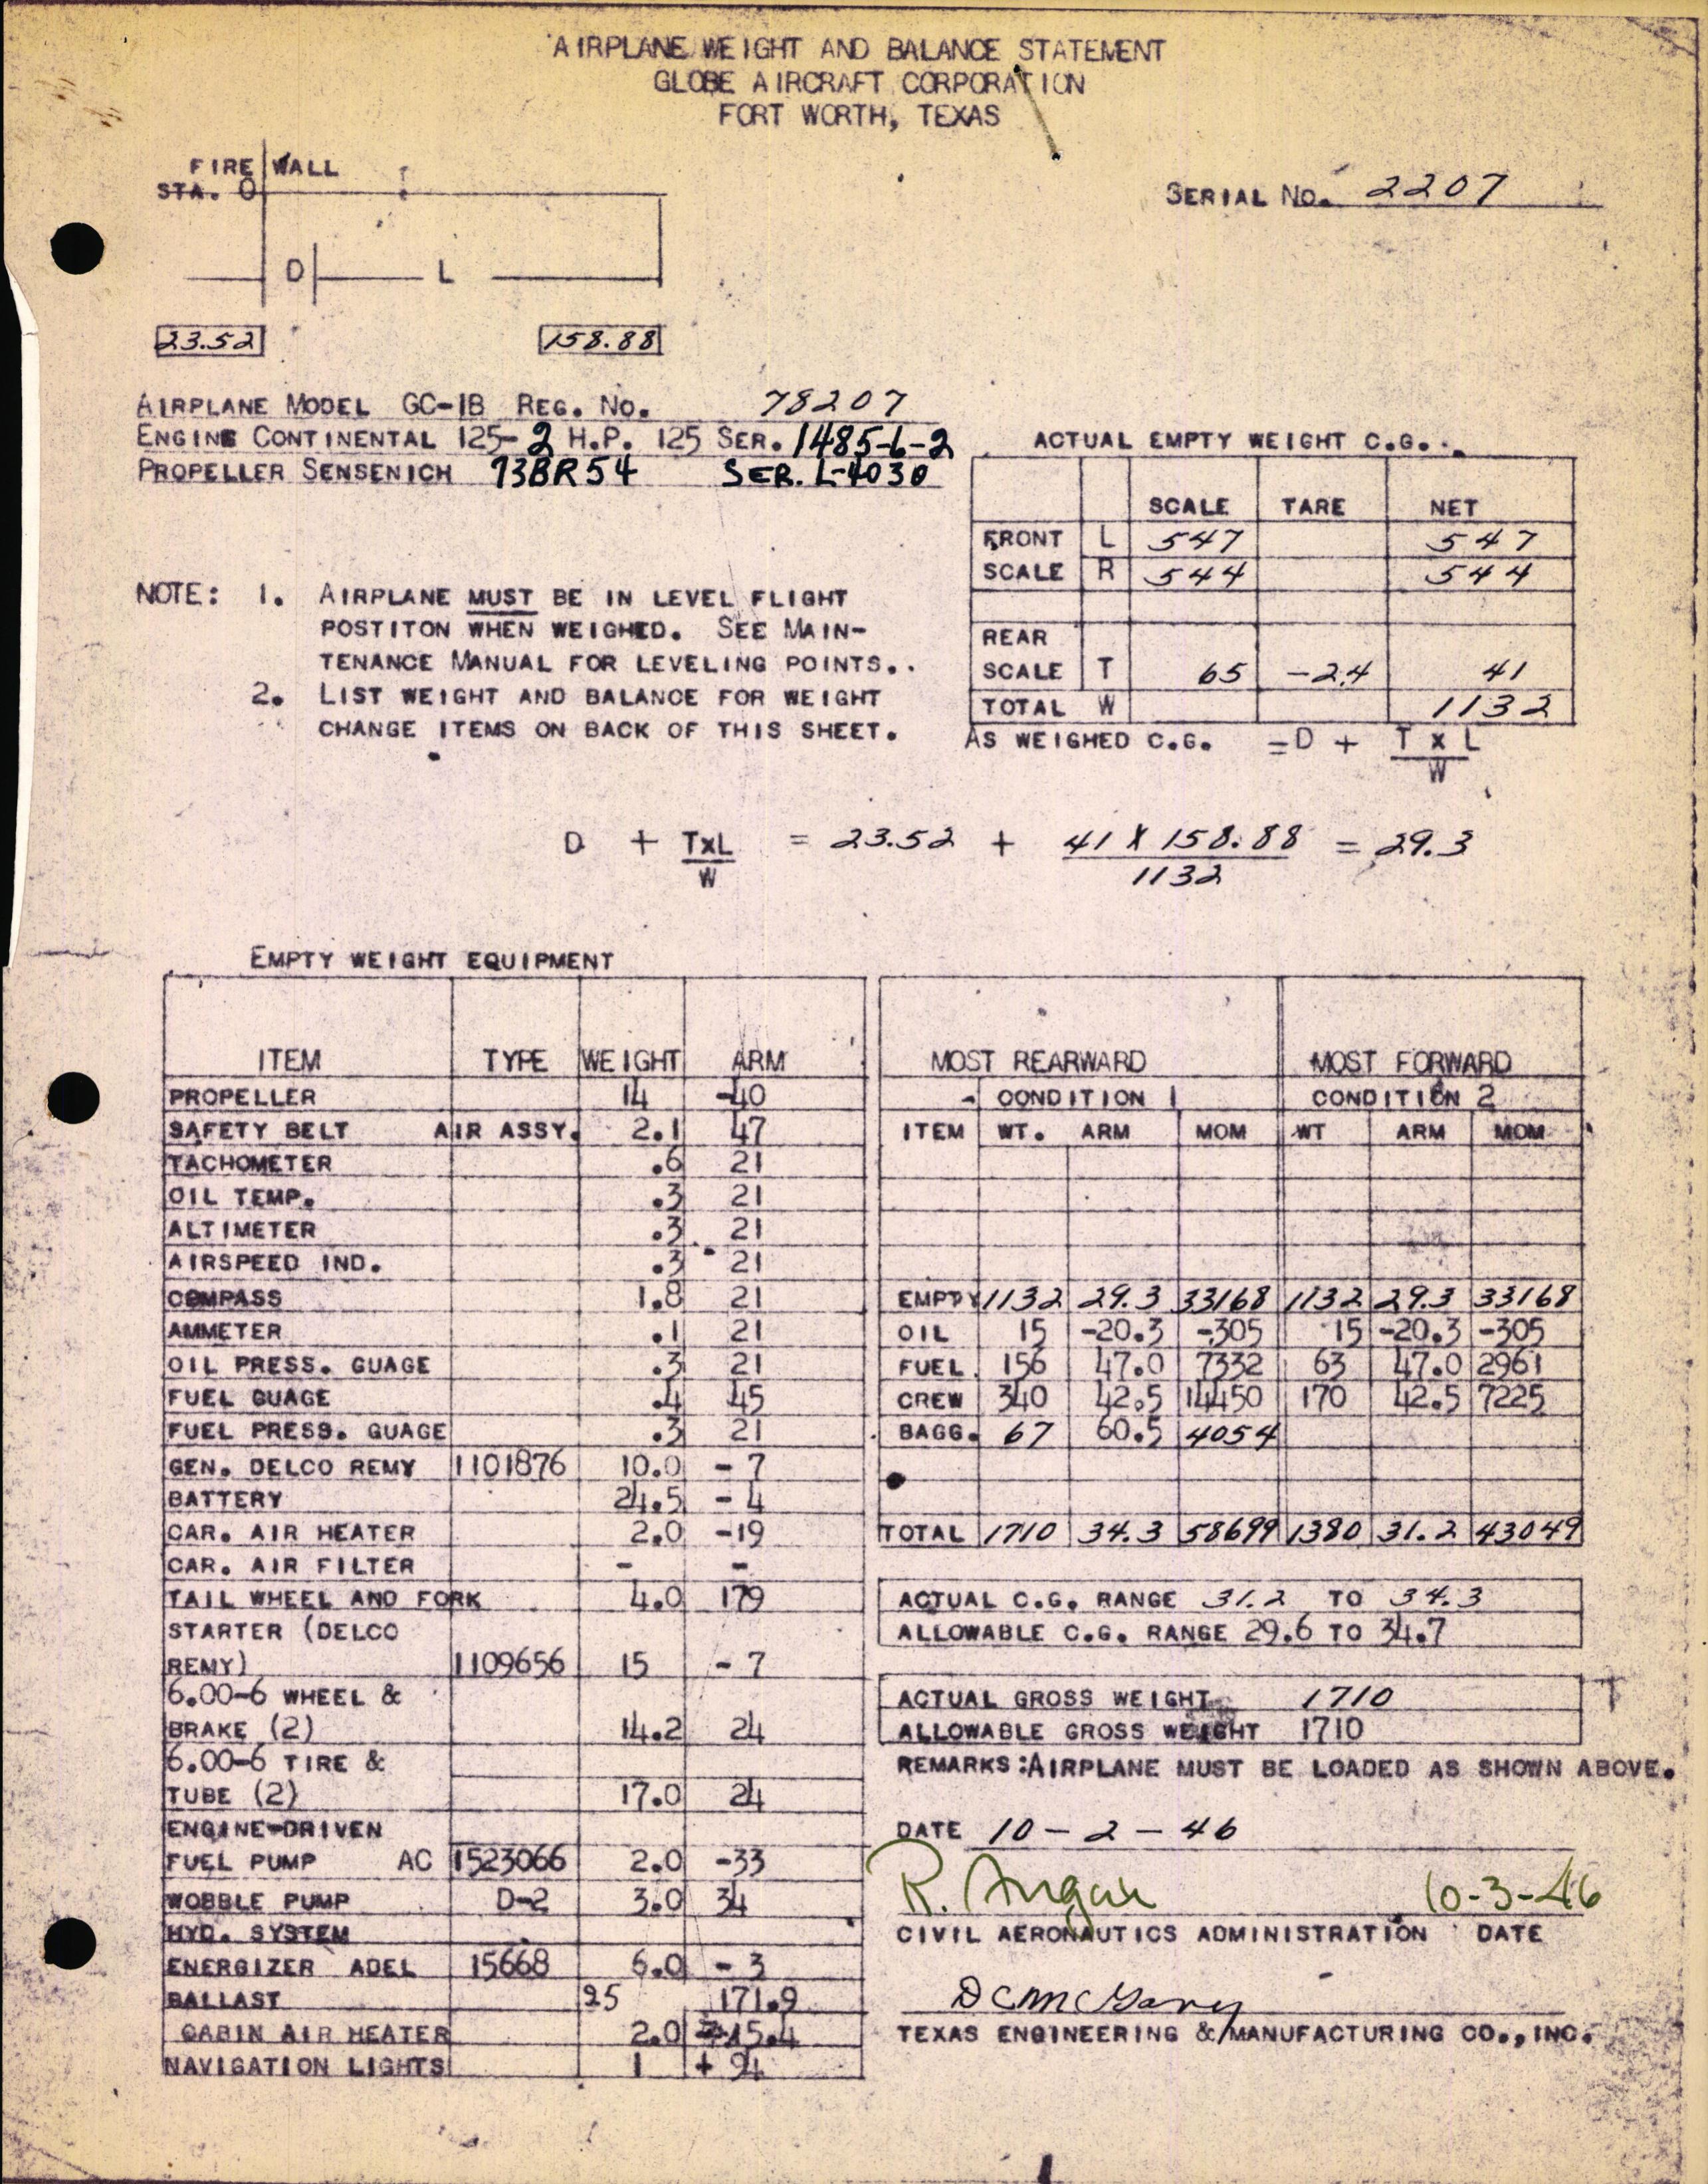 AIRPLANE WEIGHT AND BALANCE STATEMENT
GLOBE AIRCRAFT CORPORATION
FORT WORTH, TEXAS
FIRE WALL
STA. 0
SERIAL NO. 2207
D L
23.52 158.88
AIRPLANE MODEL GC-1B REG. NO. 78207
ENGINE CONTINENTAL 125-2 H.P. 125 SER. 1485-6-2
PROPELLER SENSENICH 73BR54 SER. L-4030
ACTUAL EMPTY WEIGHT C.G.
SCALE TARE NET
FRONT L 547 547
SCALE R 544 544
REAR
SCALE T 65 -24 41
TOTAL W 1132
AS WEIGHED C.G. = D + T X L
W
NOTE: 1. AIRPLANE MUST BE IN LEVEL FLIGHT
POSTITON WHEN WEIGHED. SEE MAIN-
TENANCE MANUAL FOR LEVELING POINTS..
2. LIST WEIGHT AND BALANCE FOR WEIGHT
CHANGE ITEMS ON BACK OF THIS SHEET.
D + TXL = 23.52 + 41 X 158.88 = 29.3
W 1132
EMPTY WEIGHT EQUIPMENT
ITEM TYPE WEIGHT ARM
PROPELLER 14 -40
SAFETY BELT AIR ASSY. 2.1 47
TACHOMETER .6 21
OIL TEMP. .3 21
ALTIMETER .3 21
AIRSPEED IND. .3 21
COMPASS 1.8 21
AMMETER .1 21
OIL PRESS. GUAGE .3 21
FUEL GUAGE .4 45
FUEL PRESS. GUAGE .3 21
GEN. DELCO REMY 1101876 10.0 - 7
BATTERY 24.5 - 4
CAR. AIR HEATER 2.0 -19
CAR. AIR FILTER - -
TAIL WHEEL AND FORK 4.0 179
STARTER (DELCO
REMY) 1109656 15 - 7
6.00-6 WHEEL &
BRAKE (2) 14.2 24
6.00-6 TIRE &
TUBE (2) 17.0 24
ENGINE-DRIVEN
FUEL PUMP AC 1523066 2.0 -33
WOBBLE PUMP D-2 3.0 34
HYD. SYSTEM
ENERGIZER ADEL 15668 6.0 - 3
BALLAST 25 171.9
CABIN AIR HEATER 2.0 15.4
NAVIGATION LIGHTS 1 + 94
MOST REARWARD MOST FORWARD
- CONDITION 1 CONDITION 2
ITEM WT. ARM MOM WT ARM MOM
EMPTY 1132 29.3 33168 1132 29.3 33168
OIL 15 -20.3 -305 15 -20.3 -305
FUEL 156 47.0 7332 63 47.0 2961
CREW 340 42.5 14450 170 42.5 7225
BAGG. 67 60.5 4054
TOTAL 1710 34.3 58699 1380 31.2 43049
ACTUAL C.G. RANGE 31.2 TO 34.3
ALLOWABLE C.G. RANGE 29.6 TO 34.7
ACTUAL GROSS WEIGHT 1710
ALLOWABLE GROSS WEIGHT 1710
REMARKS: AIRPLANE MUST BE LOADED AS SHOWN ABOVE.
DATE 10-2-46
R. 10-3-46
CIVIL AERONAUTICS ADMINISTRATION DATE
TEXAS ENGINEERING & MANUFACTURING CO., INC.